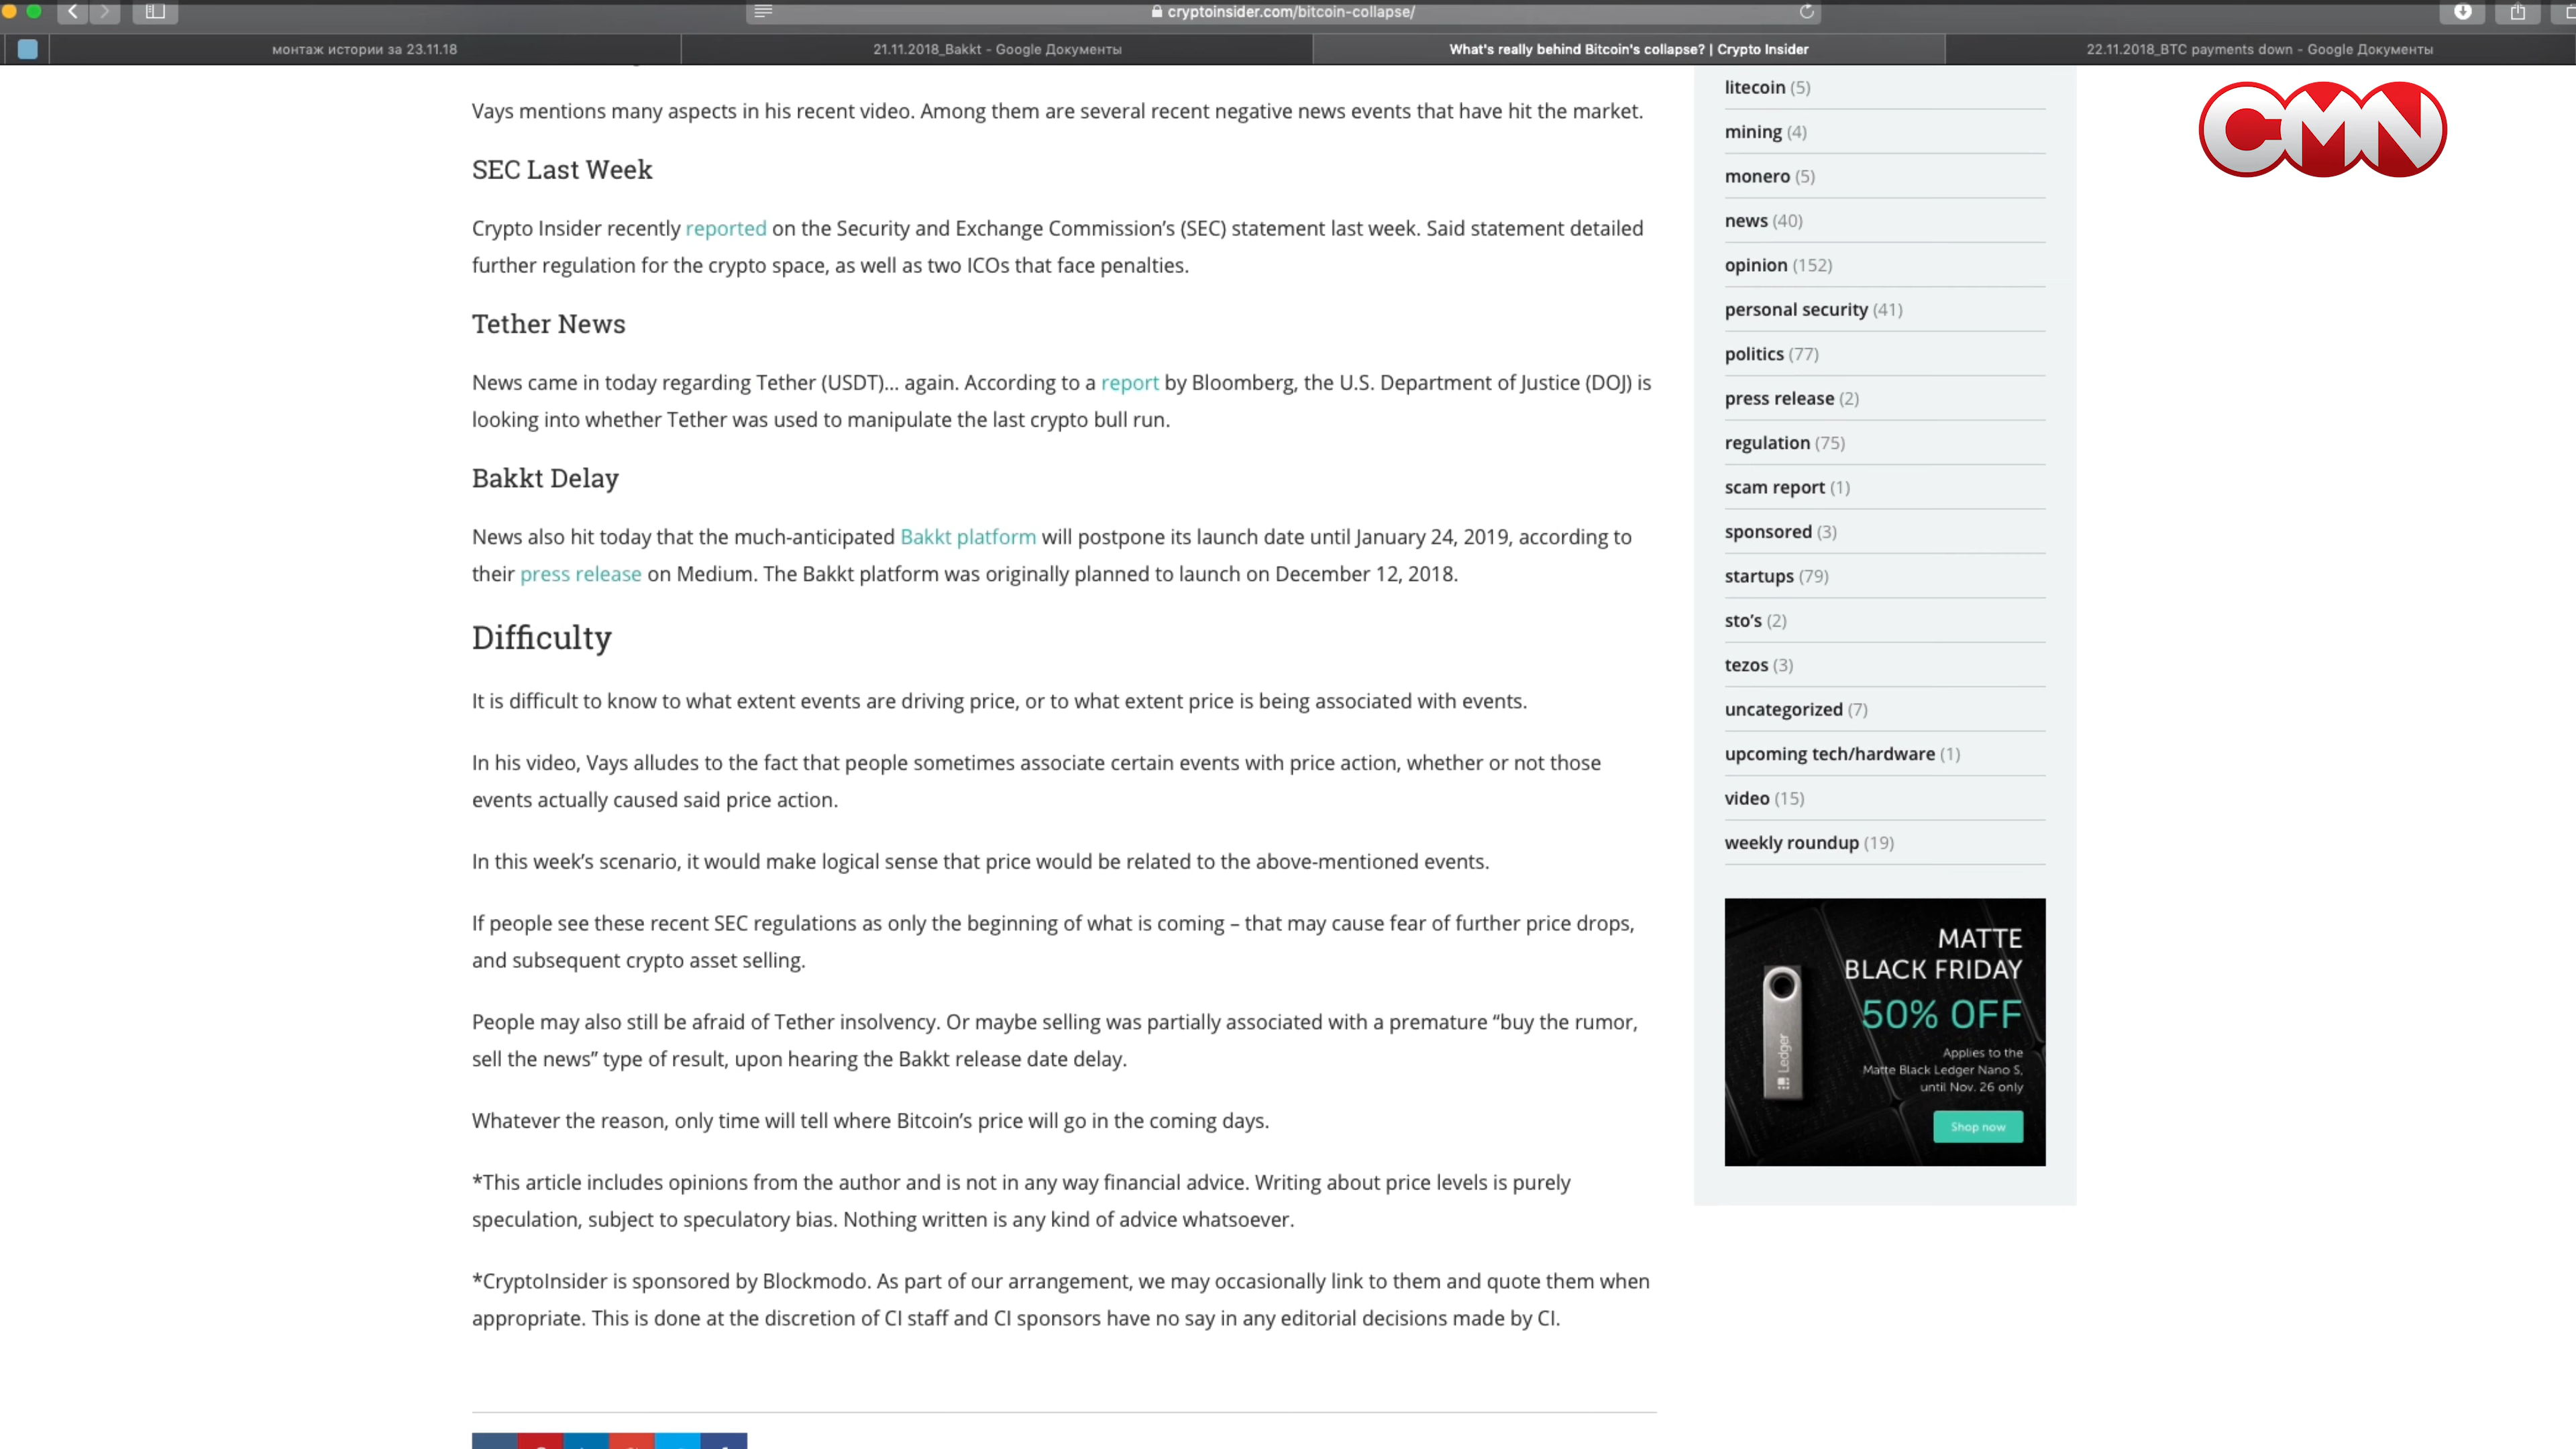 cryptoinsider.com/bitcoin-collapse/
монтаж истории за 23.11.18
21.11.2018_Bakkt - Google Документы
What's really behind Bitcoin's collapse? | Crypto Insider
22.11.2018_BTC payments down - Google Документы
Vays mentions many aspects in his recent video. Among them are several recent negative news events that have hit the market.
SEC Last Week
Crypto Insider recently reported on the Security and Exchange Commission’s (SEC) statement last week. Said statement detailed
further regulation for the crypto space, as well as two ICOs that face penalties.
Tether News
News came in today regarding Tether (USDT)... again. According to a report by Bloomberg, the U.S. Department of Justice (DOJ) is
looking into whether Tether was used to manipulate the last crypto bull run.
Bakkt Delay
News also hit today that the much-anticipated Bakkt platform will postpone its launch date until January 24, 2019, according to
their press release on Medium. The Bakkt platform was originally planned to launch on December 12, 2018.
Difficulty
It is difficult to know to what extent events are driving price, or to what extent price is being associated with events.
In his video, Vays alludes to the fact that people sometimes associate certain events with price action, whether or not those
events actually caused said price action.
In this week’s scenario, it would make logical sense that price would be related to the above-mentioned events.
If people see these recent SEC regulations as only the beginning of what is coming – that may cause fear of further price drops,
and subsequent crypto asset selling.
People may also still be afraid of Tether insolvency. Or maybe selling was partially associated with a premature “buy the rumor,
sell the news” type of result, upon hearing the Bakkt release date delay.
Whatever the reason, only time will tell where Bitcoin’s price will go in the coming days.
*This article includes opinions from the author and is not in any way financial advice. Writing about price levels is purely
speculation, subject to speculatory bias. Nothing written is any kind of advice whatsoever.
*CryptoInsider is sponsored by Blockmodo. As part of our arrangement, we may occasionally link to them and quote them when
appropriate. This is done at the discretion of CI staff and CI sponsors have no say in any editorial decisions made by CI.
litecoin (5)
mining (4)
monero (5)
news (40)
opinion (152)
personal security (41)
politics (77)
press release (2)
regulation (75)
scam report (1)
sponsored (3)
startups (79)
sto’s (2)
tezos (3)
uncategorized (7)
upcoming tech/hardware (1)
video (15)
weekly roundup (19)
MATTE
BLACK FRIDAY
50% OFF
Applies to the
Matte Black Ledger Nano S,
until Nov. 26 only
Shop now
Ledger
CMN